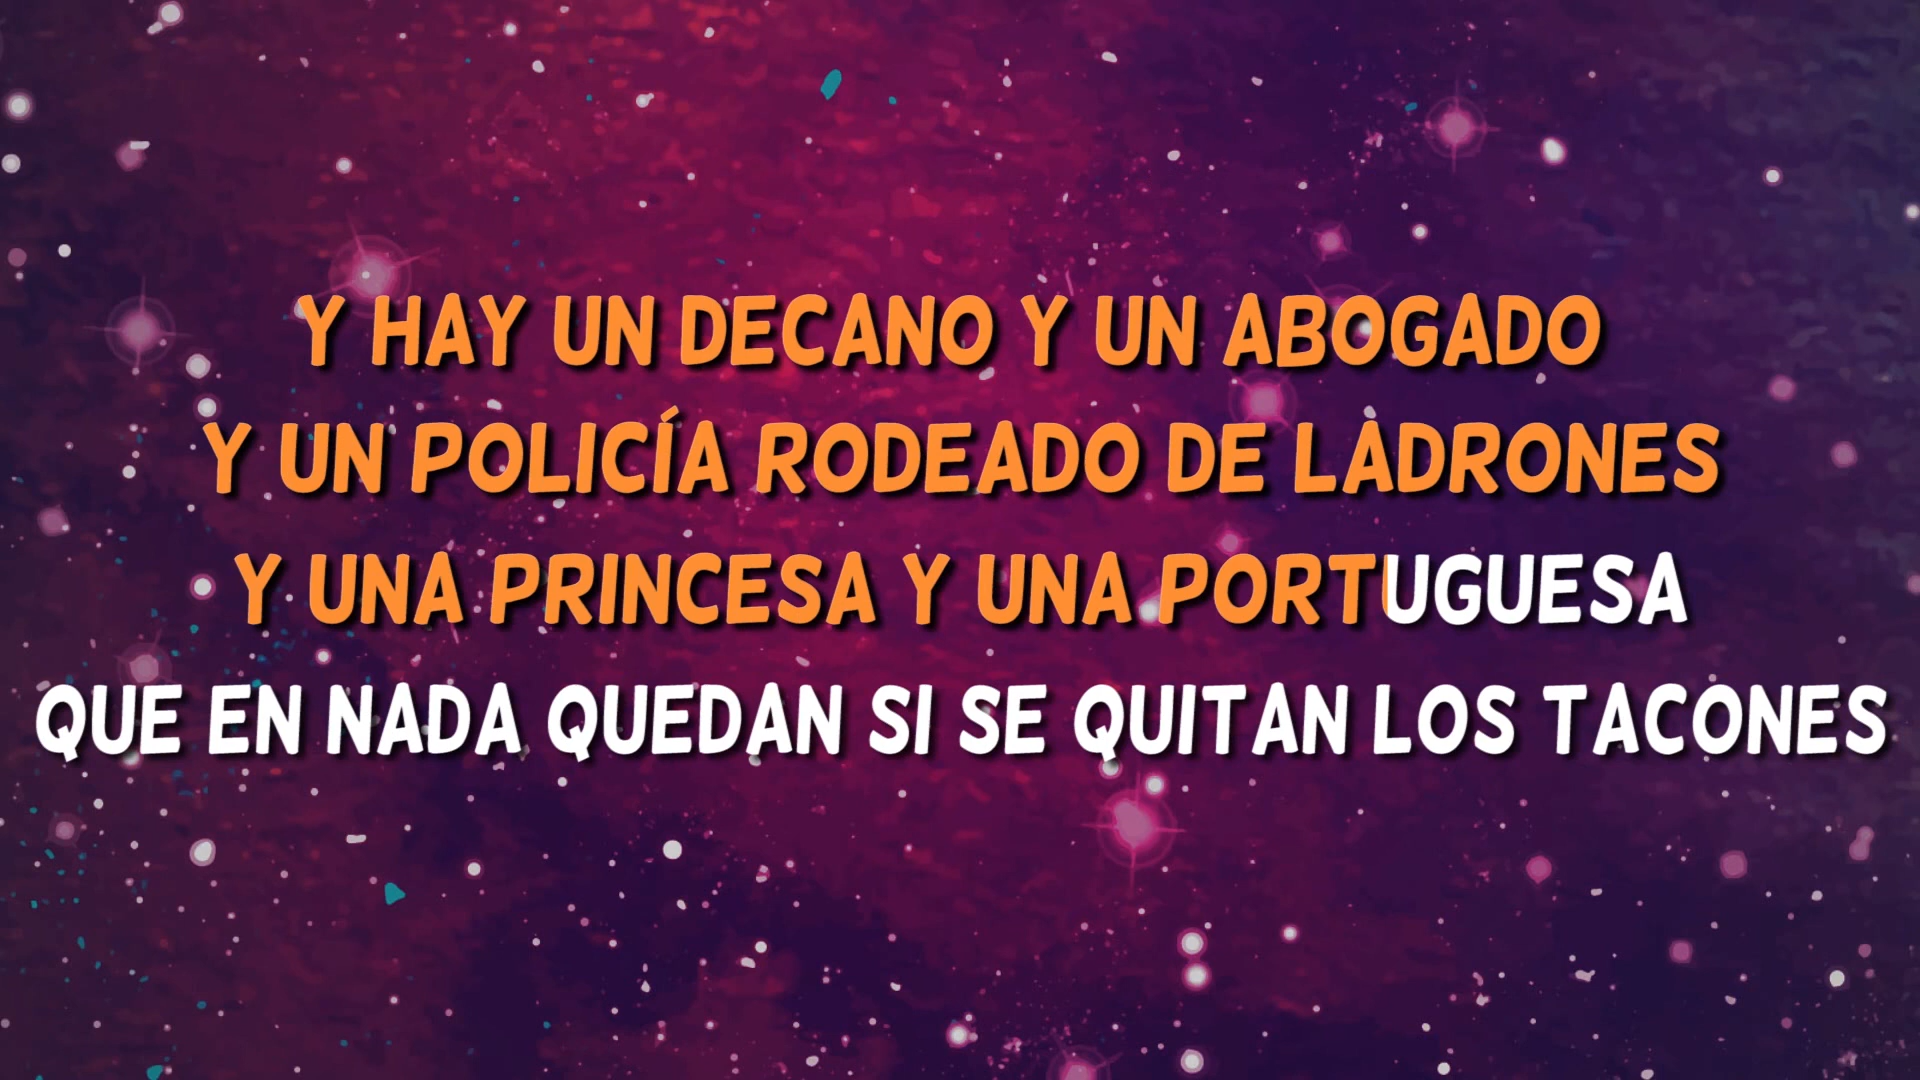 Y HAY UN DECANO Y UN ABOGADO
Y UN POLICÍA RODEADO DE LADRONES
Y UNA PRINCESA Y UNA PORTUGUESA
QUE EN NADA QUEDAN SI SE QUITAN LOS TACONES